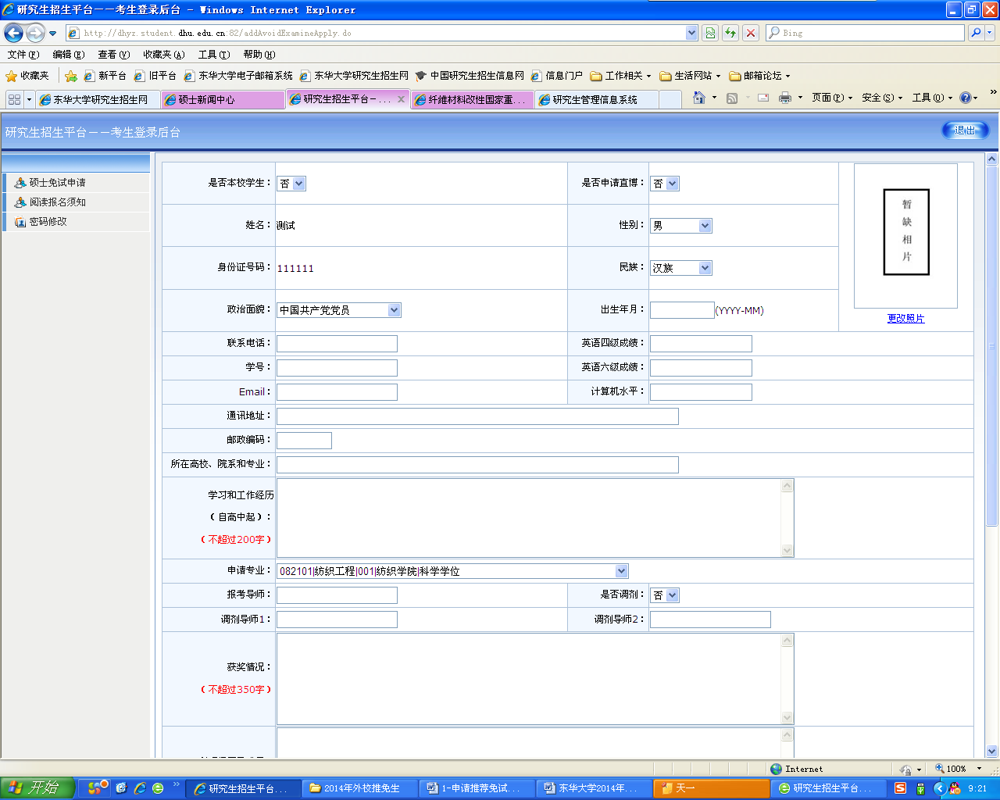 研究生招生平台－－考生登录后台 - Windows Internet Explorer
http://dhyz.student.dhu.edu.cn:82/addAvoidExamineApply.do
Bing
文件(F) 编辑(E) 查看(V) 收藏夹(A) 工具(T) 帮助(H)
收藏夹 新平台 旧平台 东华大学电子邮箱系统 东华大学研究生招生网 中国研究生招生信息网 信息门户 工作相关 生活网站 邮箱论坛
东华大学研究生招生网 硕士新闻中心 研究生招生平台－... 纤维材料改性国家重... 研究生管理信息系统 页面(P) 安全(S) 工具(O)
研究生招生平台－－考生登录后台 退出
硕士免试申请
阅读报名须知
密码修改
是否本校学生： 否 是否申请直博： 否
姓名： 测试 性别： 男
身份证号码： 111111 民族： 汉族
政治面貌： 中国共产党党员 出生年月： (YYYY-MM)
暂
缺
相
片
更改照片
联系电话： 英语四级成绩：
学号： 英语六级成绩：
Email： 计算机水平：
通讯地址：
邮政编码：
所在高校、院系和专业：
学习和工作经历
（自高中起）：
（不超过200字）
申请专业： 082101|纺织工程|001|纺织学院|科学学位
报考导师： 是否调剂： 否
调剂导师1： 调剂导师2：
获奖情况：
（不超过350字）
Internet 100%
开始 研究生招生平台... 2014年外校推免生 1-申请推荐免试... 东华大学2014年... 天一 研究生招生平台... 9:21